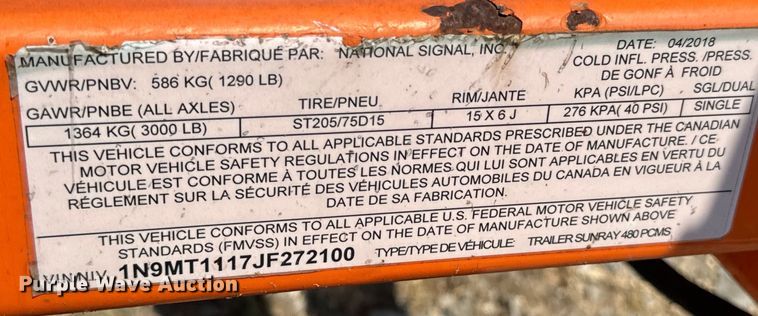 MANUFACTURED BY/FABRIQUÉ PAR: NATIONAL SIGNAL, INC.
DATE: 04/2018
GVWR/PNBV: 586 KG( 1290 LB)
COLD INFL. PRESS. /PRESS.
DE GONF À FROID
GAWR/PNBE (ALL AXLES) TIRE/PNEU RIM/JANTE KPA (PSI/LPC) SGL/DUAL
1364 KG( 3000 LB) ST205/75D15 15 X 6 J 276 KPA( 40 PSI) SINGLE
THIS VEHICLE CONFORMS TO ALL APPLICABLE STANDARDS PRESCRIBED UNDER THE CANADIAN
MOTOR VEHICLE SAFETY REGULATIONS IN EFFECT ON THE DATE OF MANUFACTURE. / CE
VÉHICULE EST CONFORME À TOUTES LES NORMES QUI LUI SONT APPLICABLES EN VERTU DU
RÉGLEMENT SUR LA SÉCURITÉ DES VÉHICULES AUTOMOBILES DU CANADA EN VIGUEUR À LA
DATE DE SA FABRICATION.
THIS VEHICLE CONFORMS TO ALL APPLICABLE U.S. FEDERAL MOTOR VEHICLE SAFETY
STANDARDS (FMVSS) IN EFFECT ON THE DATE OF MANUFACTURE SHOWN ABOVE
V.I.N./N.I.V. 1N9MT1117JF272100 TYPE/TYPE DE VÉHICULE: TRAILER SUNRAY 480 PCMS
Purple Wave Auction